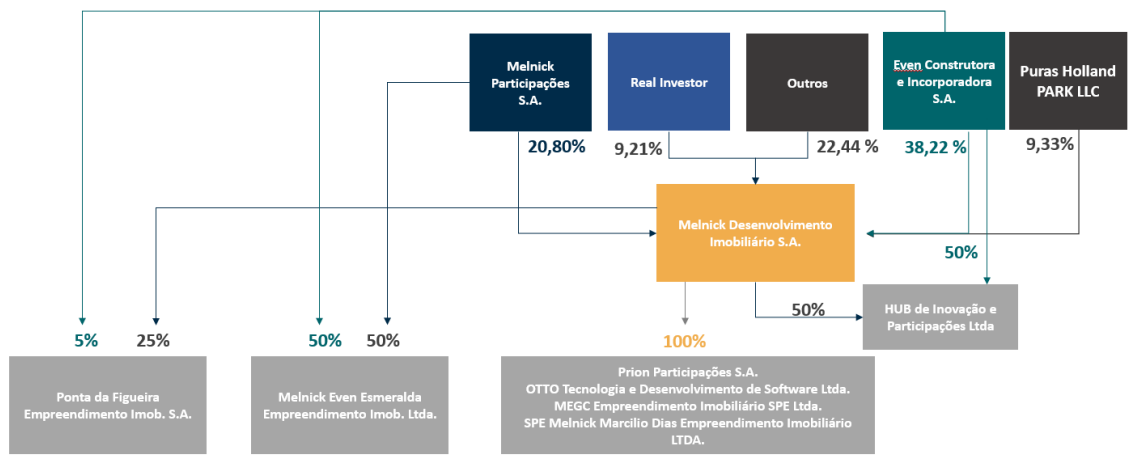 Melnick
Participações
S.A.
Real Investor
Outros
Even Construtora
e Incorporadora
S.A.
Puras Holland
PARK LLC
20,80%
9,21%
22,44 %
38,22 %
9,33%
Melnick Desenvolvimento
Imobiliário S.A.
50%
50%
HUB de Inovação e
Participações Ltda
5%
25%
50%
50%
100%
Ponta da Figueira
Empreendimento Imob. S.A.
Melnick Even Esmeralda
Empreendimento Imob. Ltda.
Prion Participações S.A.
OTTO Tecnologia e Desenvolvimento de Software Ltda.
MEGC Empreendimento Imobiliário SPE Ltda.
SPE Melnick Marcilio Dias Empreendimento Imobiliário
LTDA.